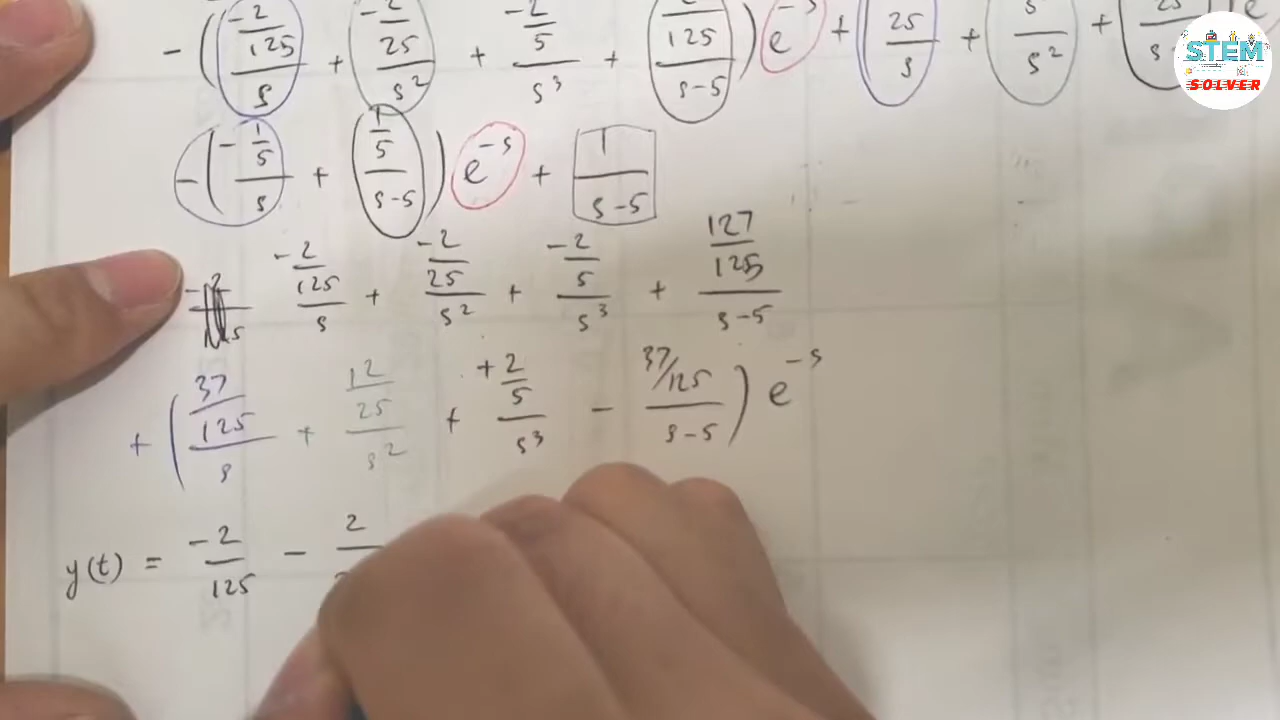 - ( -2/125/s + -2/25/s² + -2/5/s³ + /125/s-5 ) e^-s + ( 25/s + 5/s² + 25/s e
STEM
SOLVER
- ( - 1/5/s + 1/5/s-5 ) e^-s + 1/s-5
-2/125/s + -2/25/s² + -2/5/s³ + 127/125/s-5
+ ( 37/125/s + 12/25/s² + +2/5/s³ - 37/125/s-5 ) e^-s
y(t) = -2/125 - 2/